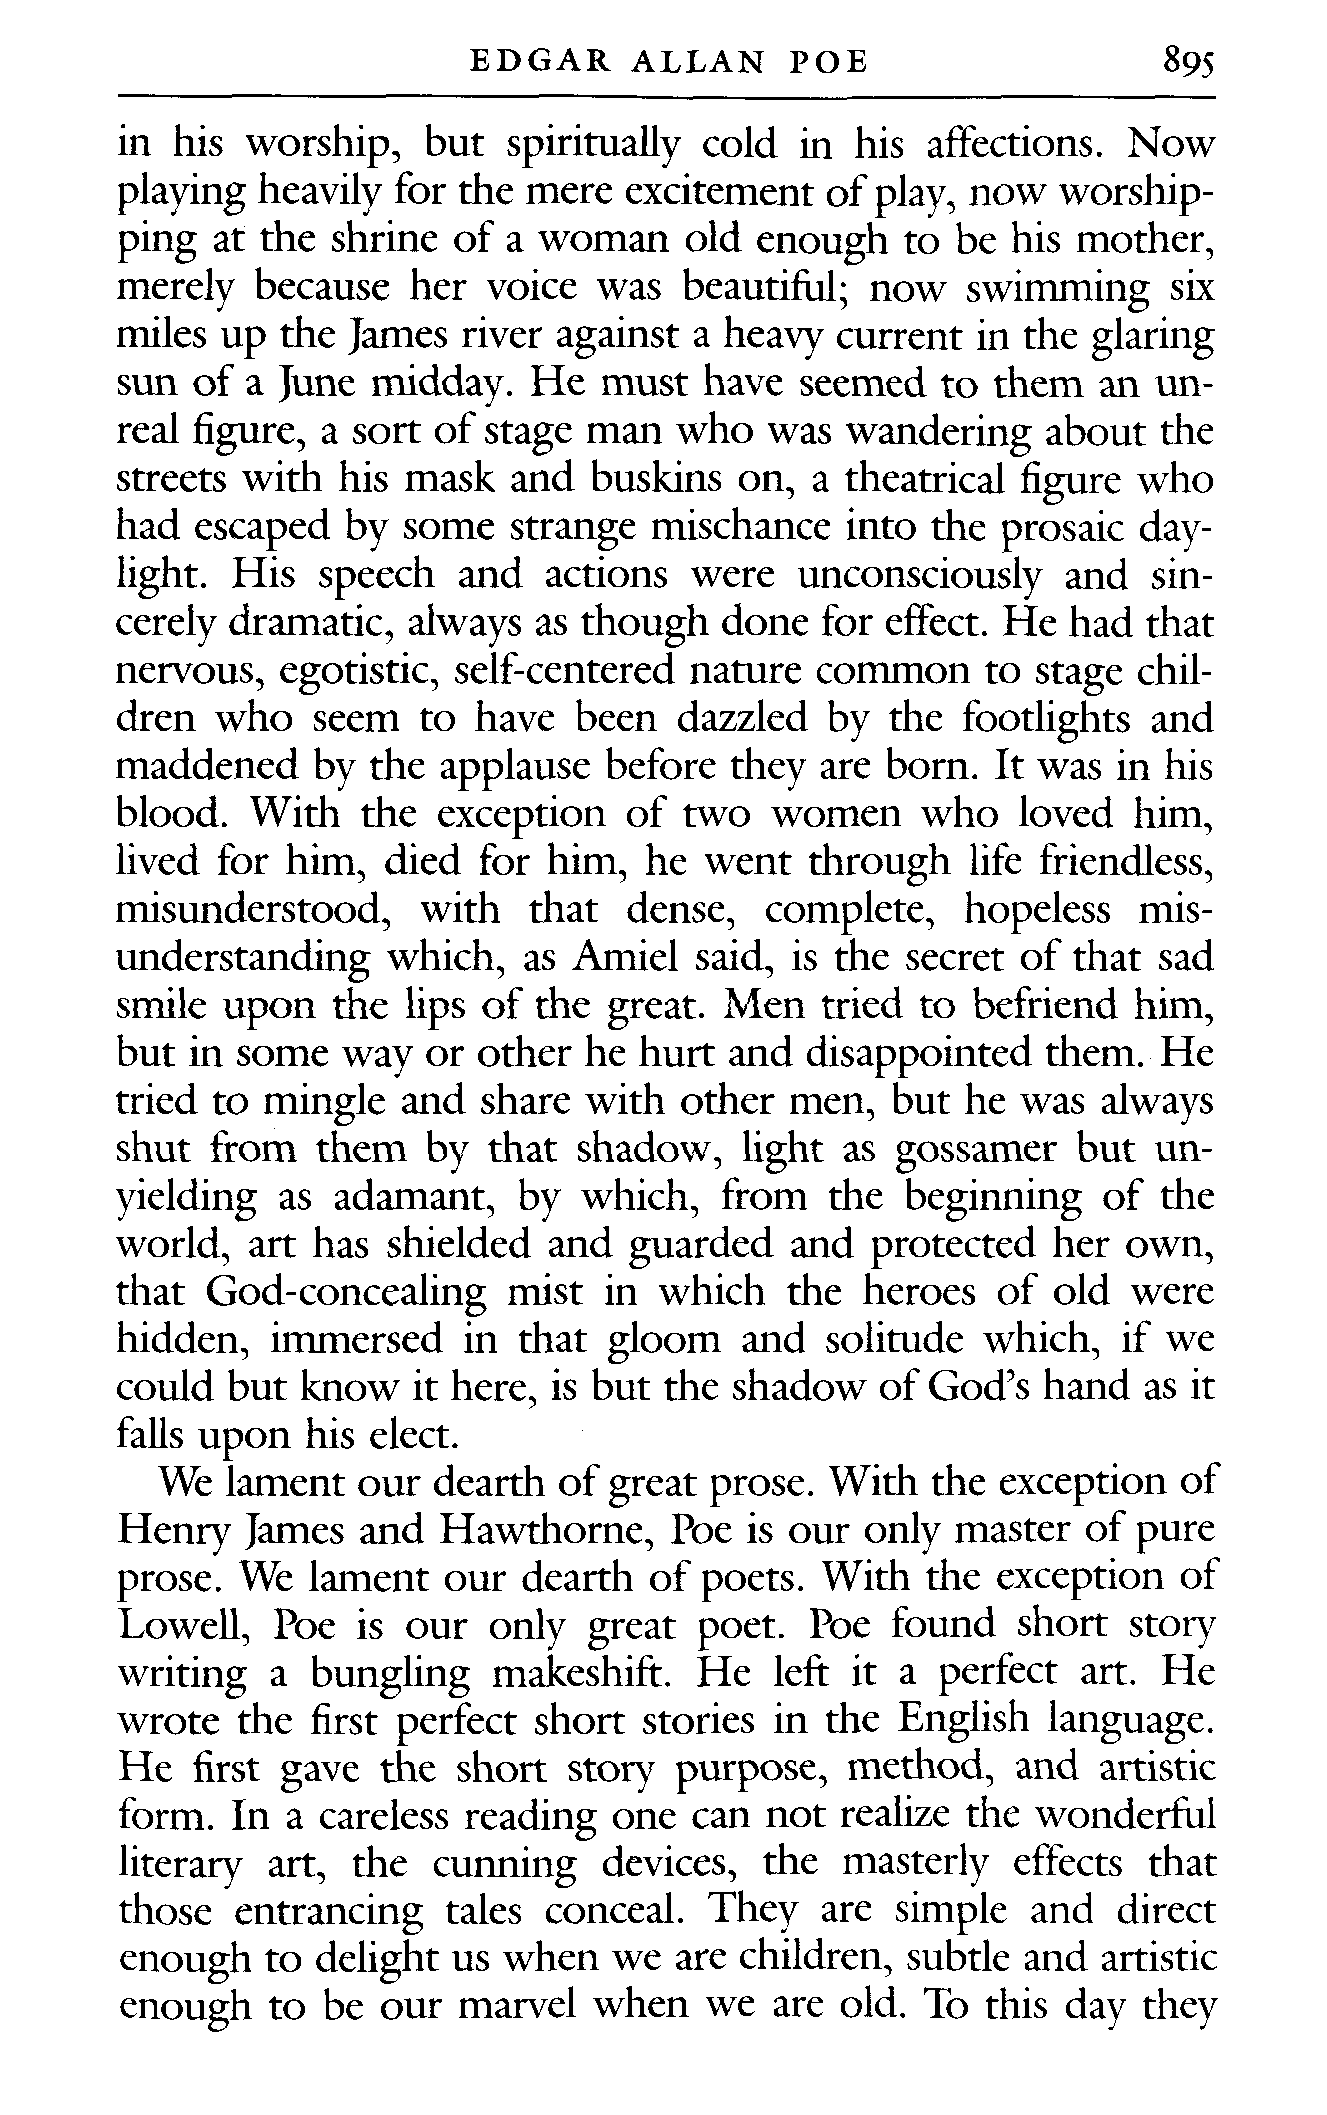 EDGAR ALLAN POE 895
in his worship, but spiritually cold in his affections. Now
playing heavily for the mere excitement of play, now worship-
ping at the shrine of a woman old enough to be his mother,
merely because her voice was beautiful; now swimming six
miles up the James river against a heavy current in the glaring
sun of a June midday. He must have seemed to them an un-
real figure, a sort of stage man who was wandering about the
streets with his mask and buskins on, a theatrical figure who
had escaped by some strange mischance into the prosaic day-
light. His speech and actions were unconsciously and sin-
cerely dramatic, always as though done for effect. He had that
nervous, egotistic, self-centered nature common to stage chil-
dren who seem to have been dazzled by the footlights and
maddened by the applause before they are born. It was in his
blood. With the exception of two women who loved him,
lived for him, died for him, he went through life friendless,
misunderstood, with that dense, complete, hopeless mis-
understanding which, as Amiel said, is the secret of that sad
smile upon the lips of the great. Men tried to befriend him,
but in some way or other he hurt and disappointed them. He
tried to mingle and share with other men, but he was always
shut from them by that shadow, light as gossamer but un-
yielding as adamant, by which, from the beginning of the
world, art has shielded and guarded and protected her own,
that God-concealing mist in which the heroes of old were
hidden, immersed in that gloom and solitude which, if we
could but know it here, is but the shadow of God's hand as it
falls upon his elect.
We lament our dearth of great prose. With the exception of
Henry James and Hawthorne, Poe is our only master of pure
prose. We lament our dearth of poets. With the exception of
Lowell, Poe is our only great poet. Poe found short story
writing a bungling makeshift. He left it a perfect art. He
wrote the first perfect short stories in the English language.
He first gave the short story purpose, method, and artistic
form. In a careless reading one can not realize the wonderful
literary art, the cunning devices, the masterly effects that
those entrancing tales conceal. They are simple and direct
enough to delight us when we are children, subtle and artistic
enough to be our marvel when we are old. To this day they